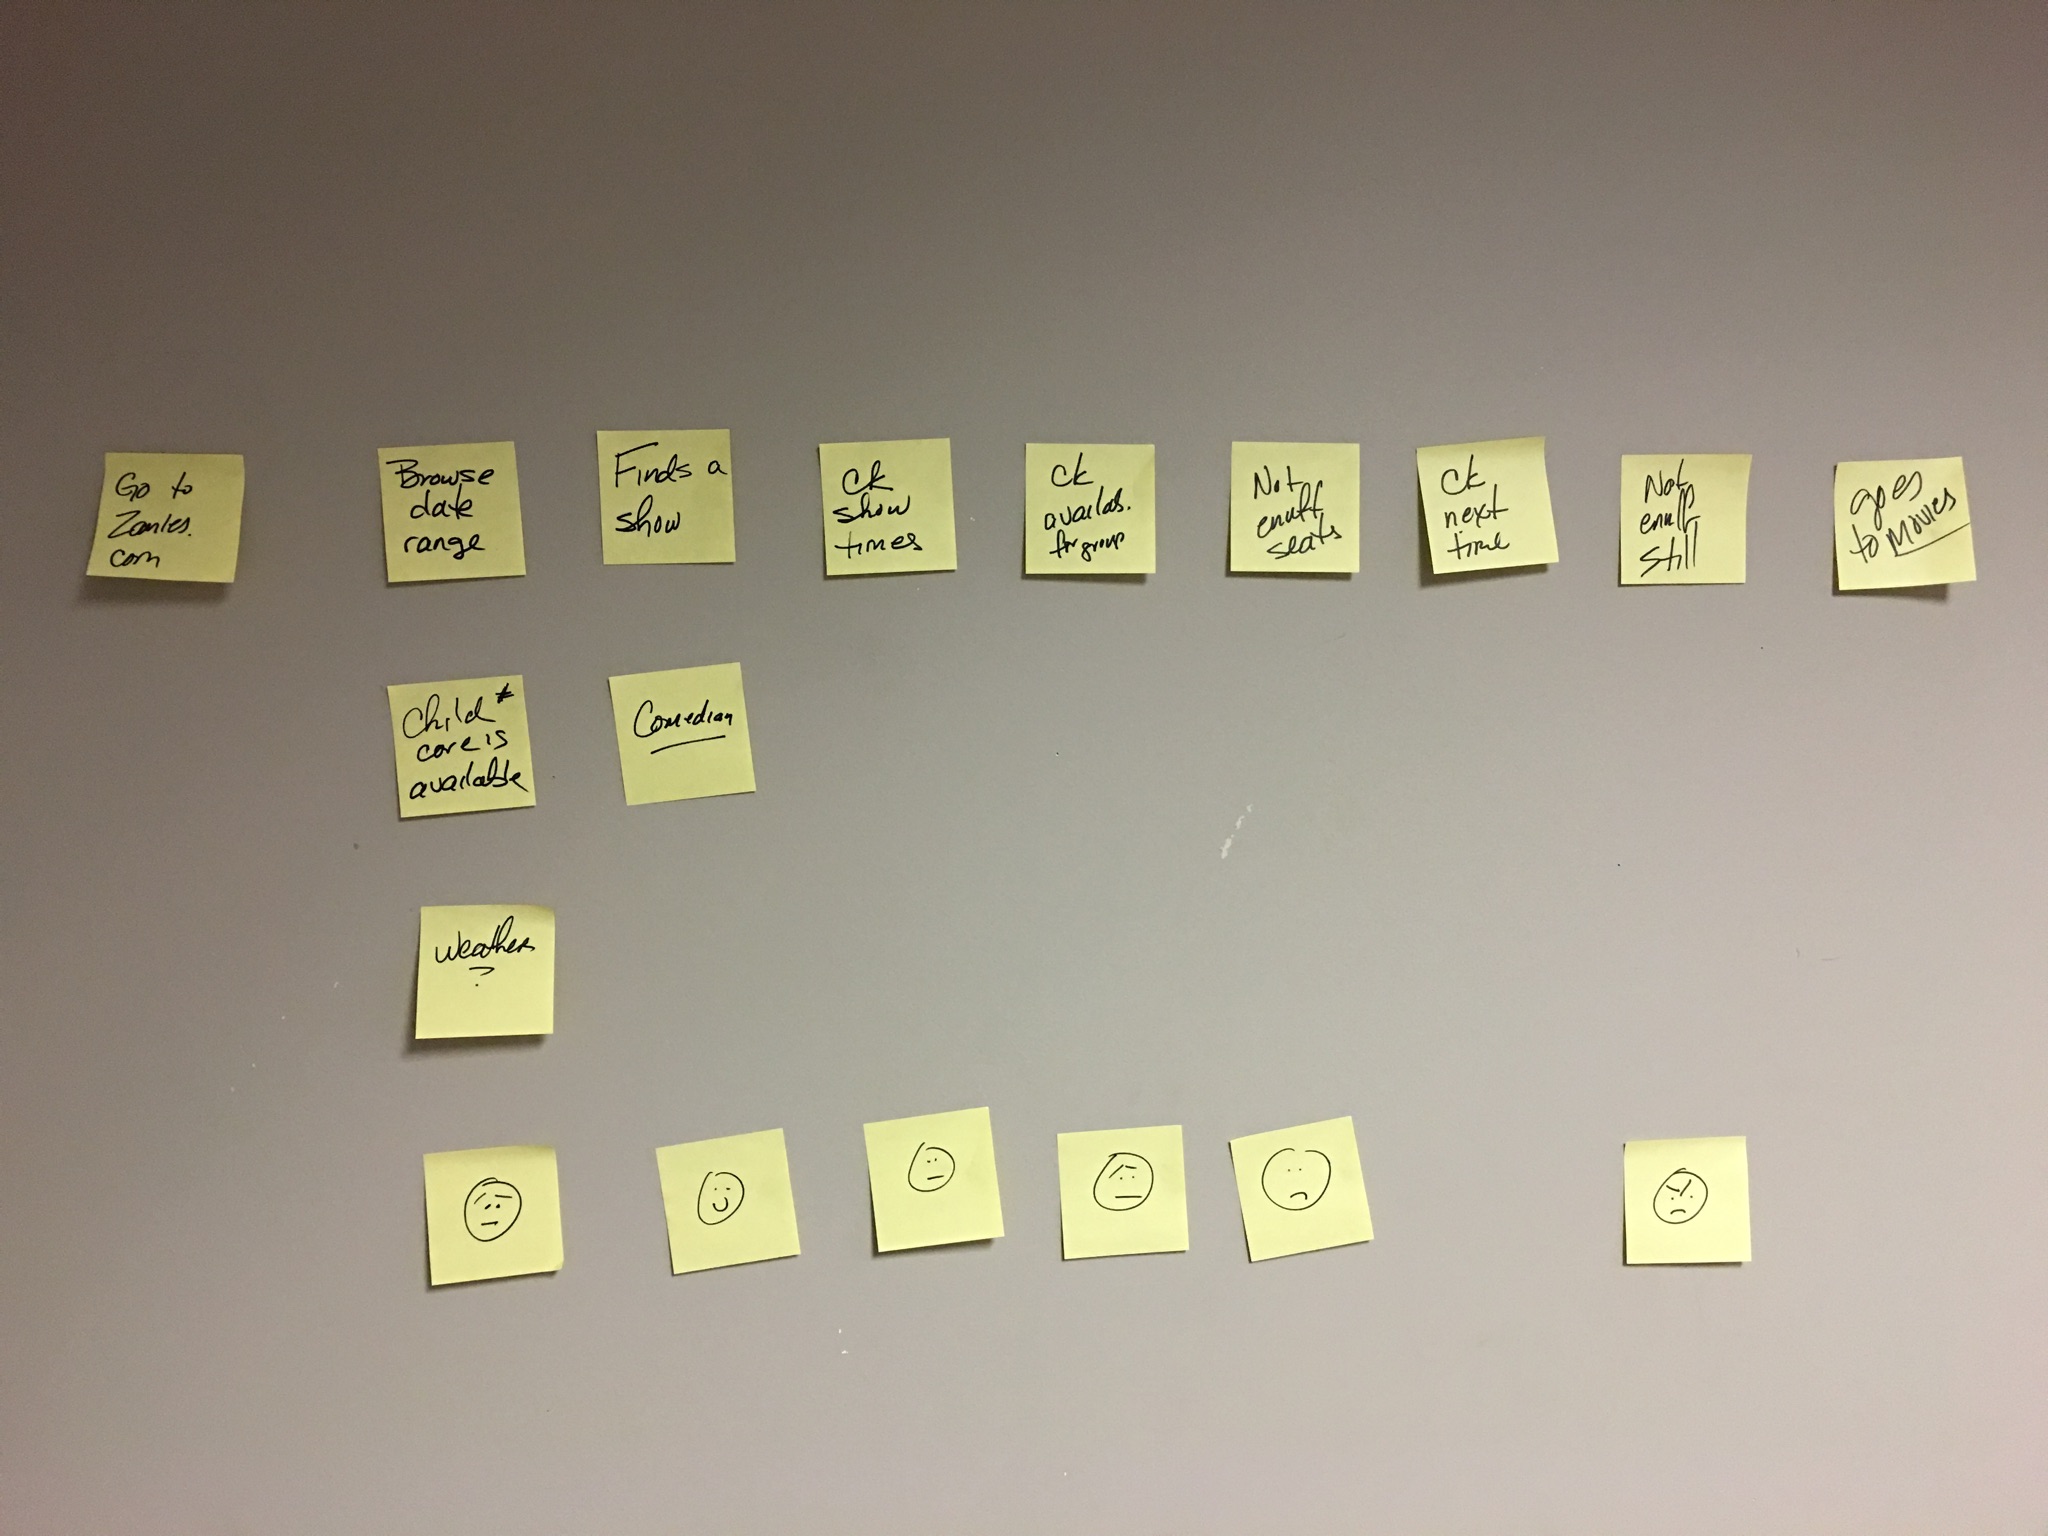 Go to
Zanies.
com
Browse
date
range
Finds a
show
Ck
show
times
Ck
availab.
for group
Not
enuff
seats
Ck
next
time
Not
enuff
still
goes
to Movies
Child*
care is
available
Comedian
Weather
?